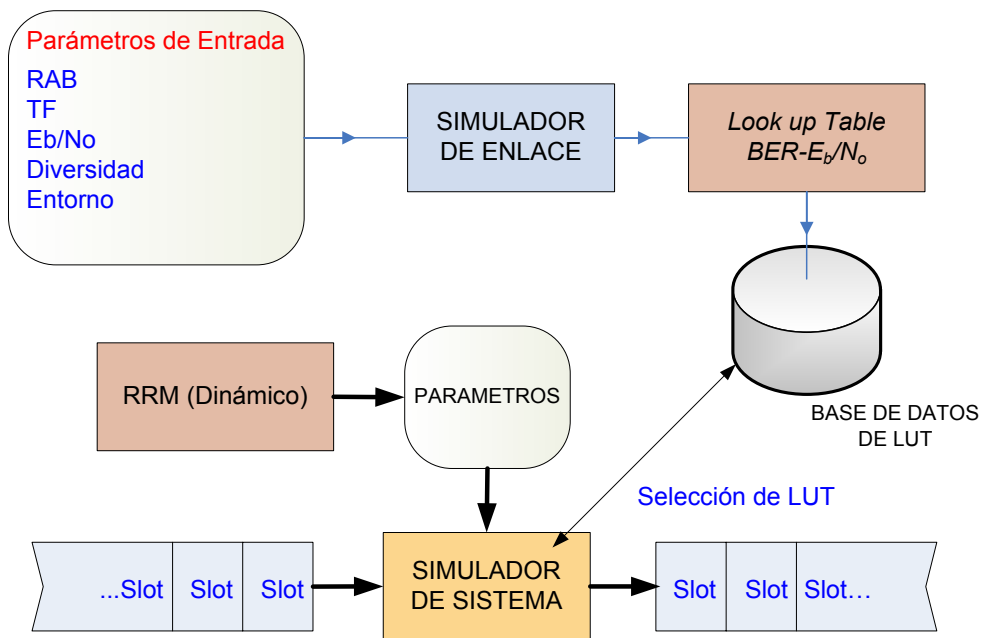 Parámetros de Entrada
RAB
TF
Eb/No
Diversidad
Entorno
SIMULADOR
DE ENLACE
Look up Table
BER-Eb/No
RRM (Dinámico)
PARAMETROS
BASE DE DATOS
DE LUT
Selección de LUT
...Slot Slot Slot
SIMULADOR
DE SISTEMA
Slot Slot Slot...